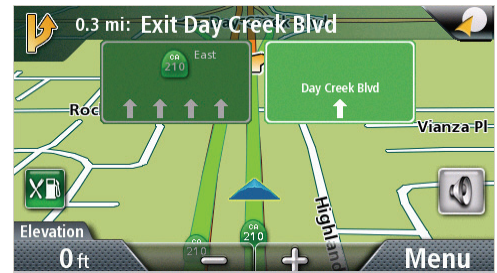 0.3 mi: Exit Day Creek Blvd
CA
210
East
Day Creek Blvd
Roc
Vianza Pl
Highland
Elevation
0 ft
CA
210
CA
210
Menu